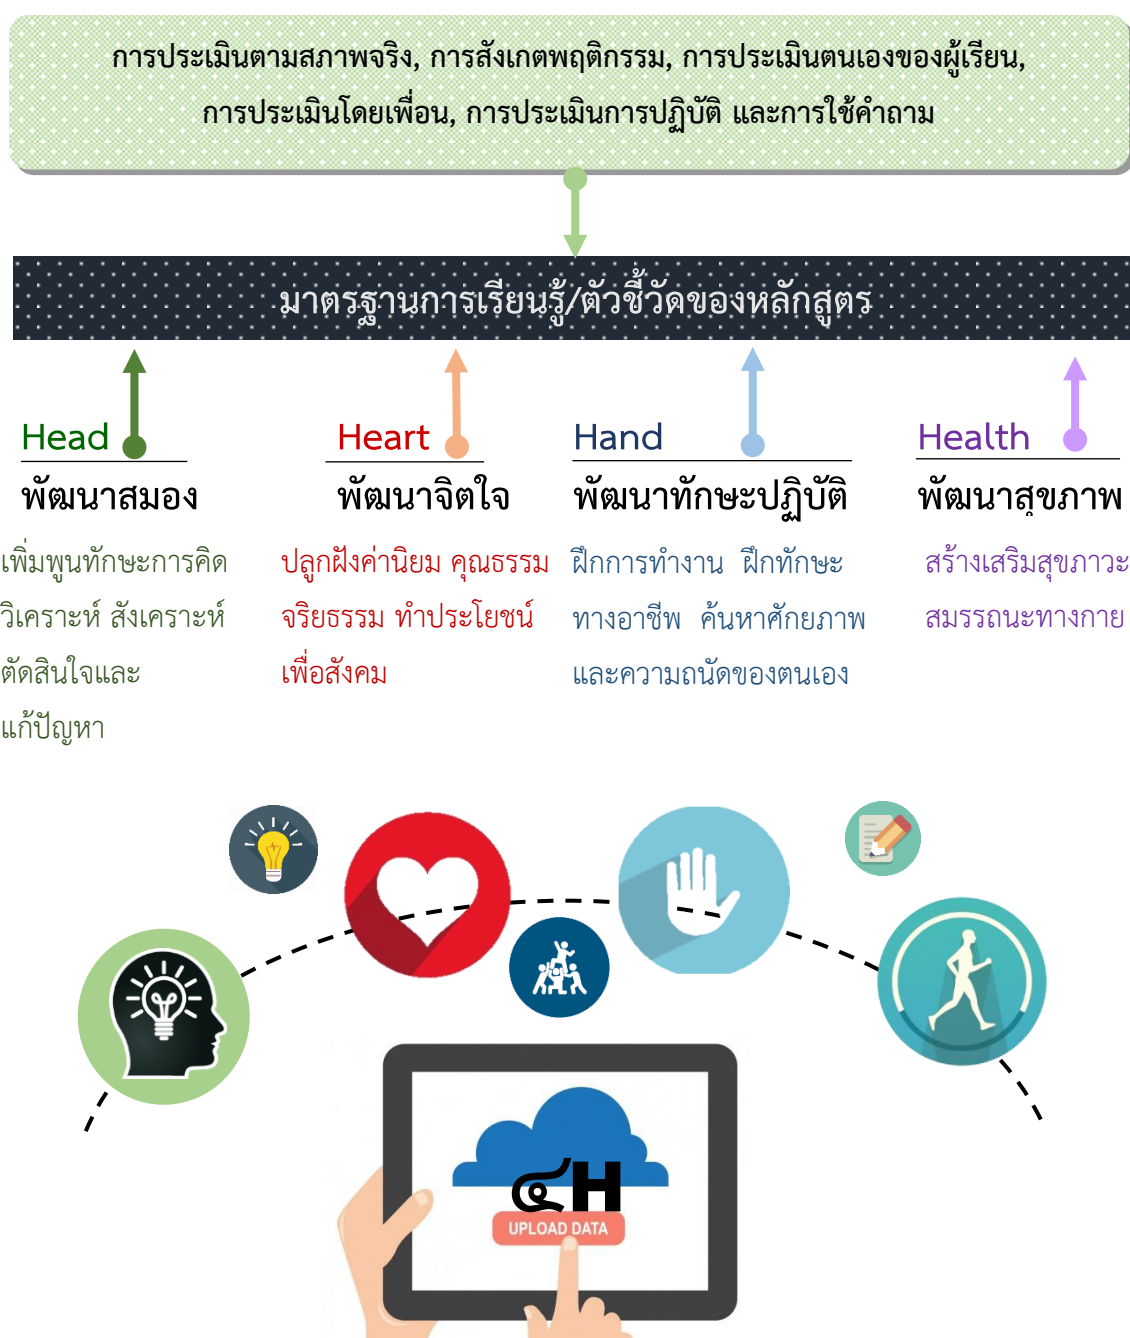 การประเมินตามสภาพจริง, การสังเกตพฤติกรรม, การประเมินตนเองของผู้เรียน,
การประเมินโดยเพื่อน, การประเมินการปฏิบัติ และการใช้คำถาม
มาตรฐานการเรียนรู้/ตัวชี้วัดของหลักสูตร
Head
พัฒนาสมอง
เพิ่มพูนทักษะการคิด
วิเคราะห์ สังเคราะห์
ตัดสินใจและ
แก้ปัญหา
Heart
พัฒนาจิตใจ
ปลูกฝังค่านิยม คุณธรรม
จริยธรรม ทำประโยชน์
เพื่อสังคม
Hand
พัฒนาทักษะปฏิบัติ
ฝึกการทำงาน ฝึกทักษะ
ทางอาชีพ ค้นหาศักยภาพ
และความถนัดของตนเอง
Health
พัฒนาสุขภาพ
สร้างเสริมสุขภาวะ
สมรรถนะทางกาย
๔H
UPLOAD DATA